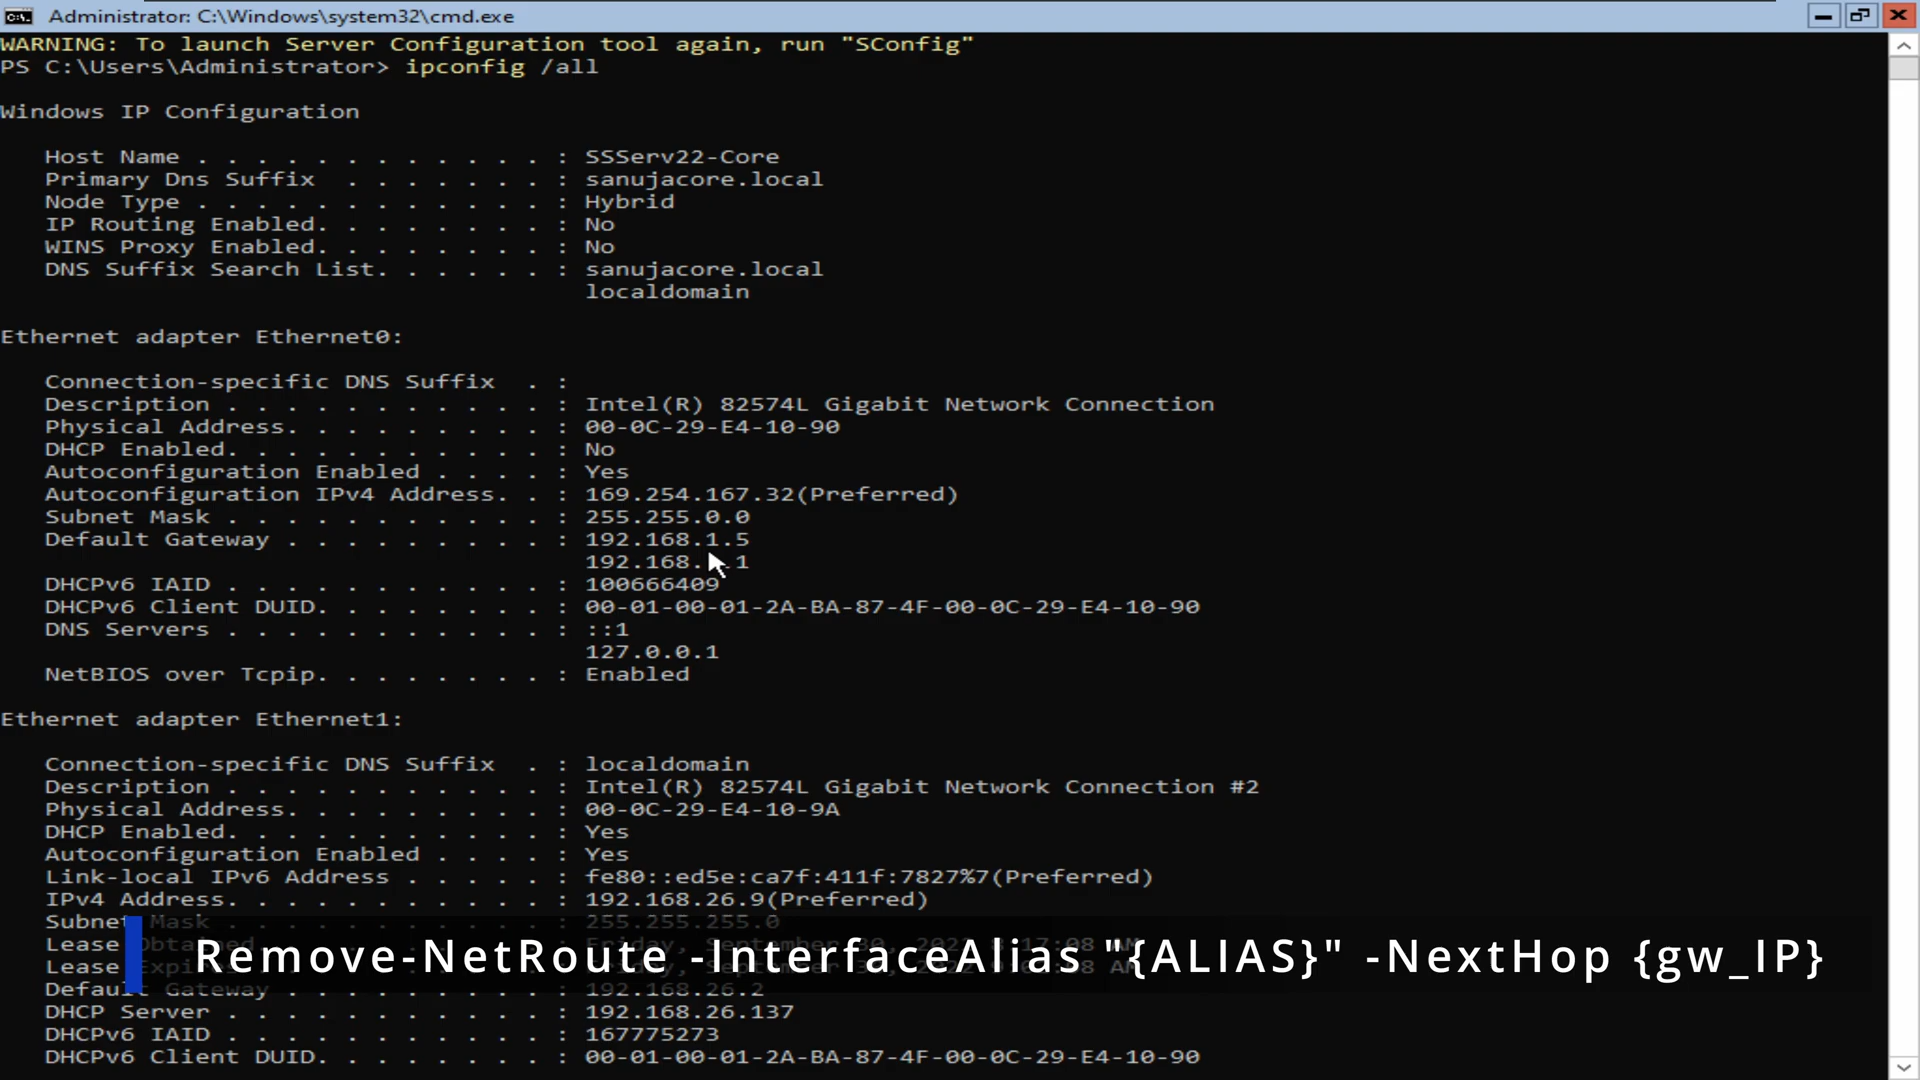 Administrator: C:\Windows\system32\cmd.exe
WARNING: To launch Server Configuration tool again, run "SConfig"
PS C:\Users\Administrator> ipconfig /all
Windows IP Configuration
Host Name . . . . . . . . . . . . : SSServ22-Core
Primary Dns Suffix  . . . . . . . : sanujacore.local
Node Type . . . . . . . . . . . . : Hybrid
IP Routing Enabled. . . . . . . . : No
WINS Proxy Enabled. . . . . . . . : No
DNS Suffix Search List. . . . . . : sanujacore.local
localdomain
Ethernet adapter Ethernet0:
Connection-specific DNS Suffix  . :
Description . . . . . . . . . . . : Intel(R) 82574L Gigabit Network Connection
Physical Address. . . . . . . . . : 00-0C-29-E4-10-90
DHCP Enabled. . . . . . . . . . . : No
Autoconfiguration Enabled . . . . : Yes
Autoconfiguration IPv4 Address. . : 169.254.167.32(Preferred)
Subnet Mask . . . . . . . . . . . : 255.255.0.0
Default Gateway . . . . . . . . . : 192.168.1.5
192.168. .1
DHCPv6 IAID . . . . . . . . . . . : 100666409
DHCPv6 Client DUID. . . . . . . . : 00-01-00-01-2A-BA-87-4F-00-0C-29-E4-10-90
DNS Servers . . . . . . . . . . . : ::1
127.0.0.1
NetBIOS over Tcpip. . . . . . . . : Enabled
Ethernet adapter Ethernet1:
Connection-specific DNS Suffix  . : localdomain
Description . . . . . . . . . . . : Intel(R) 82574L Gigabit Network Connection #2
Physical Address. . . . . . . . . : 00-0C-29-E4-10-9A
DHCP Enabled. . . . . . . . . . . : Yes
Autoconfiguration Enabled . . . . : Yes
Link-local IPv6 Address . . . . . : fe80::ed5e:ca7f:411f:7827%7(Preferred)
IPv4 Address. . . . . . . . . . . : 192.168.26.9(Preferred)
Subnet Mask . . . . . . . . . . . : 255.255.255.0
Lease Obtained
Remove-NetRoute -InterfaceAlias "{ALIAS}" -NextHop {gw_IP}
Lease
Default Gateway . . . . . . . . . : 192.168.26.2
DHCP Server . . . . . . . . . . . : 192.168.26.137
DHCPv6 IAID . . . . . . . . . . . : 167775273
DHCPv6 Client DUID. . . . . . . . : 00-01-00-01-2A-BA-87-4F-00-0C-29-E4-10-90